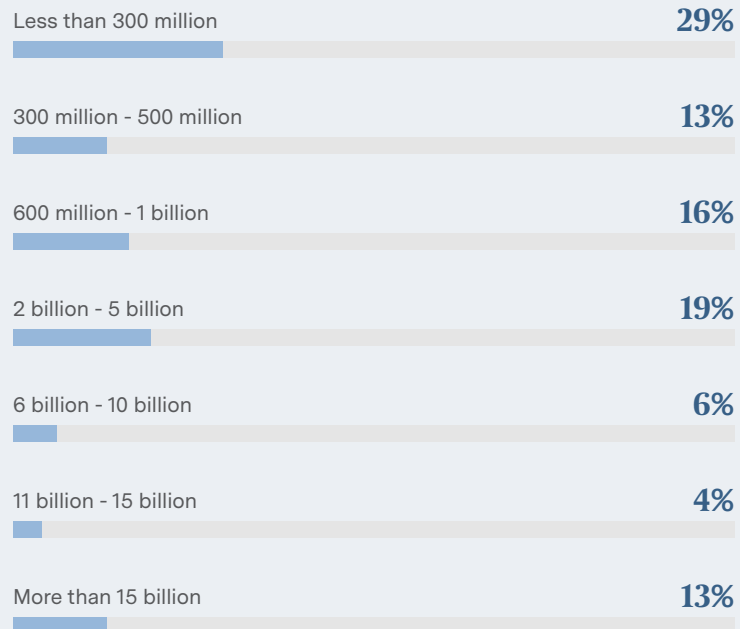 Less than 300 million 29%
300 million - 500 million 13%
600 million - 1 billion 16%
2 billion - 5 billion 19%
6 billion - 10 billion 6%
11 billion - 15 billion 4%
More than 15 billion 13%